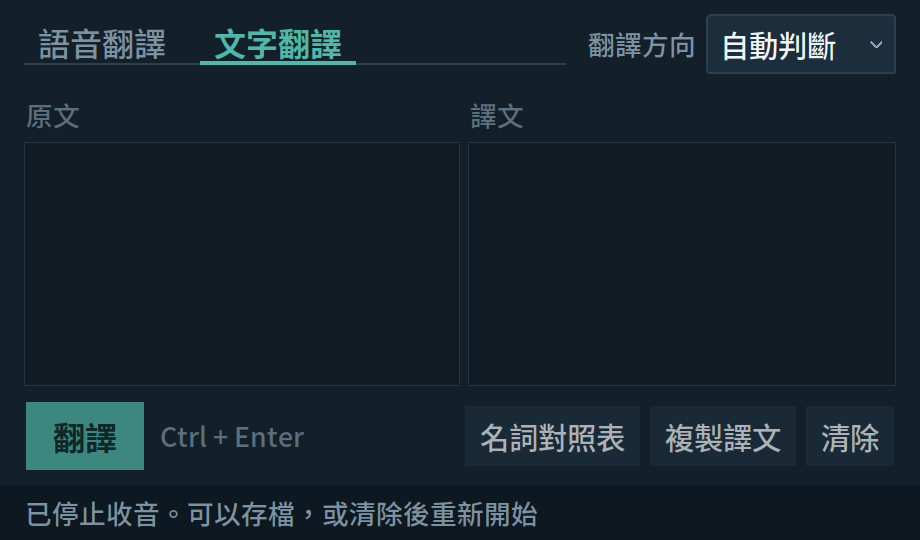 語音翻譯 文字翻譯 翻譯方向 自動判斷
原文 譯文
翻譯 Ctrl + Enter 名詞對照表 複製譯文 清除
已停止收音。可以存檔，或清除後重新開始